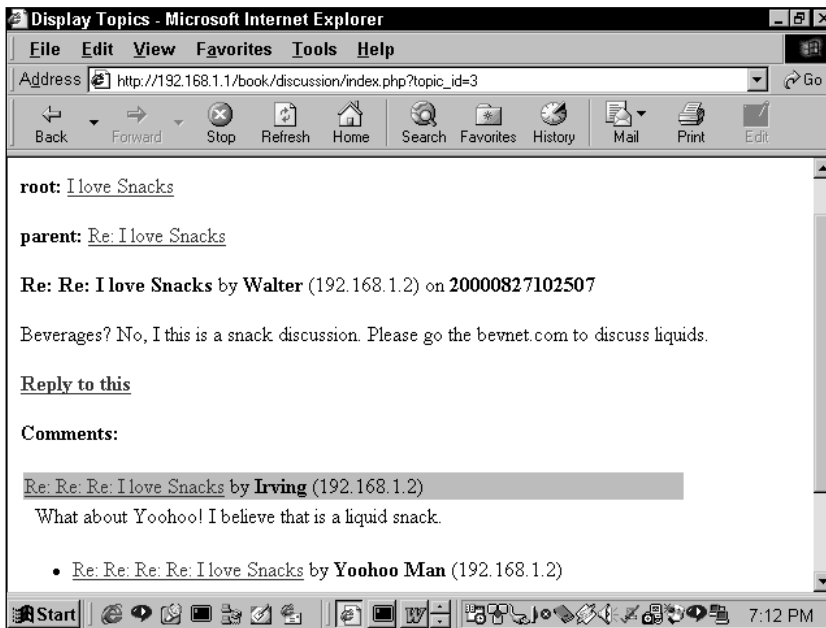 Display Topics - Microsoft Internet Explorer
File Edit View Favorites Tools Help
Address http://192.168.1.1/book/discussion/index.php?topic_id=3 Go
Back Forward Stop Refresh Home Search Favorites History Mail Print Edit
root: I love Snacks
parent: Re: I love Snacks
Re: Re: I love Snacks by Walter (192.168.1.2) on 20000827102507
Beverages? No, I this is a snack discussion. Please go the bevnet.com to discuss liquids.
Reply to this
Comments:
Re: Re: Re: I love Snacks by Irving (192.168.1.2)
What about Yoohoo! I believe that is a liquid snack.
• Re: Re: Re: Re: I love Snacks by Yoohoo Man (192.168.1.2)
Start 7:12 PM